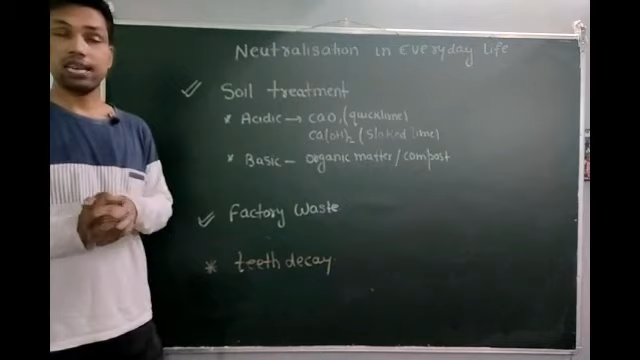 Neutralisation in Everyday life
Soil treatment
* Acidic → CaO, (quicklime)
Ca(OH)2 (Slaked lime)
* Basic - organic matter/compost
Factory Waste
* teeth decay